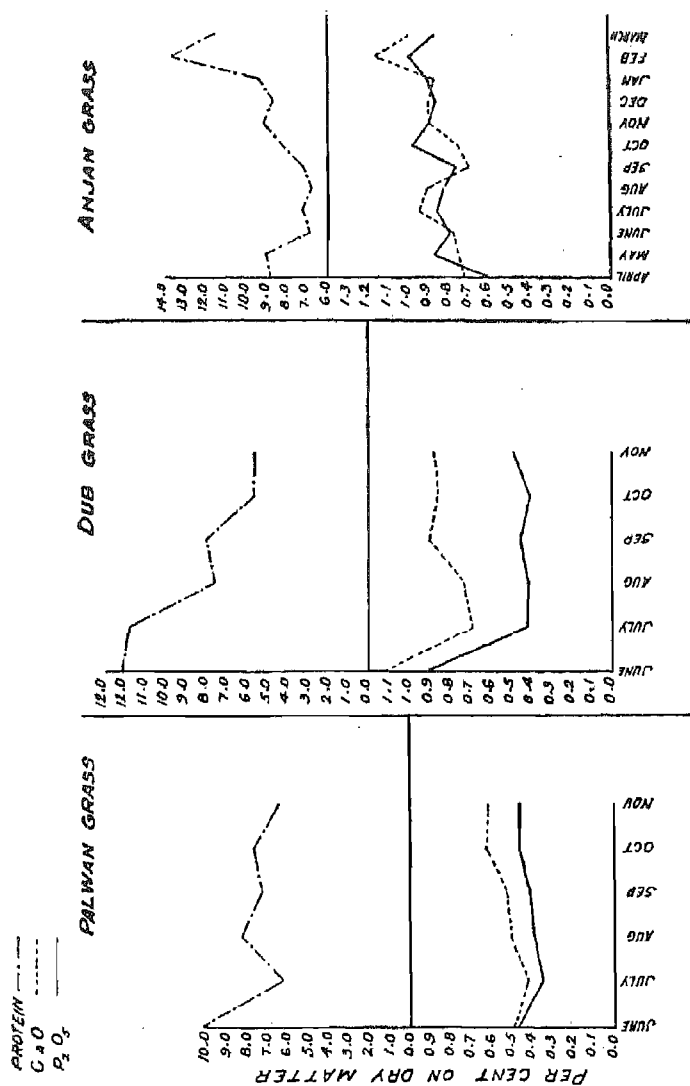 PROTEIN
C a O
P₂ O₅
PALWAN GRASS
DUB GRASS
ANJAN GRASS
PER CENT ON DRY MATTER
10.0
8.0
7.0
6.0
5.0
4.0
3.0
2.0
1.0
0.0
0.9
0.8
0.7
0.6
0.5
0.4
0.3
0.2
0.1
0.0
JUNE
JULY
AUG
SEP
OCT
NOV
12.0
11.0
10.0
8.0
7.0
6.0
5.0
4.0
3.0
2.0
1.0
0.0
1.1
1.0
0.9
0.8
0.7
0.6
0.5
0.4
0.3
0.2
0.1
0.0
JUNE
JULY
AUG
SEP
OCT
NOV
14.0
13.0
12.0
11.0
10.0
9.0
8.0
7.0
6.0
1.3
1.2
1.1
1.0
0.9
0.8
0.7
0.6
0.5
0.4
0.3
0.2
0.1
0.0
APRIL
MAY
JUNE
JULY
AUG
SEP
OCT
NOV
DEC
JAN
FEB
MARCH